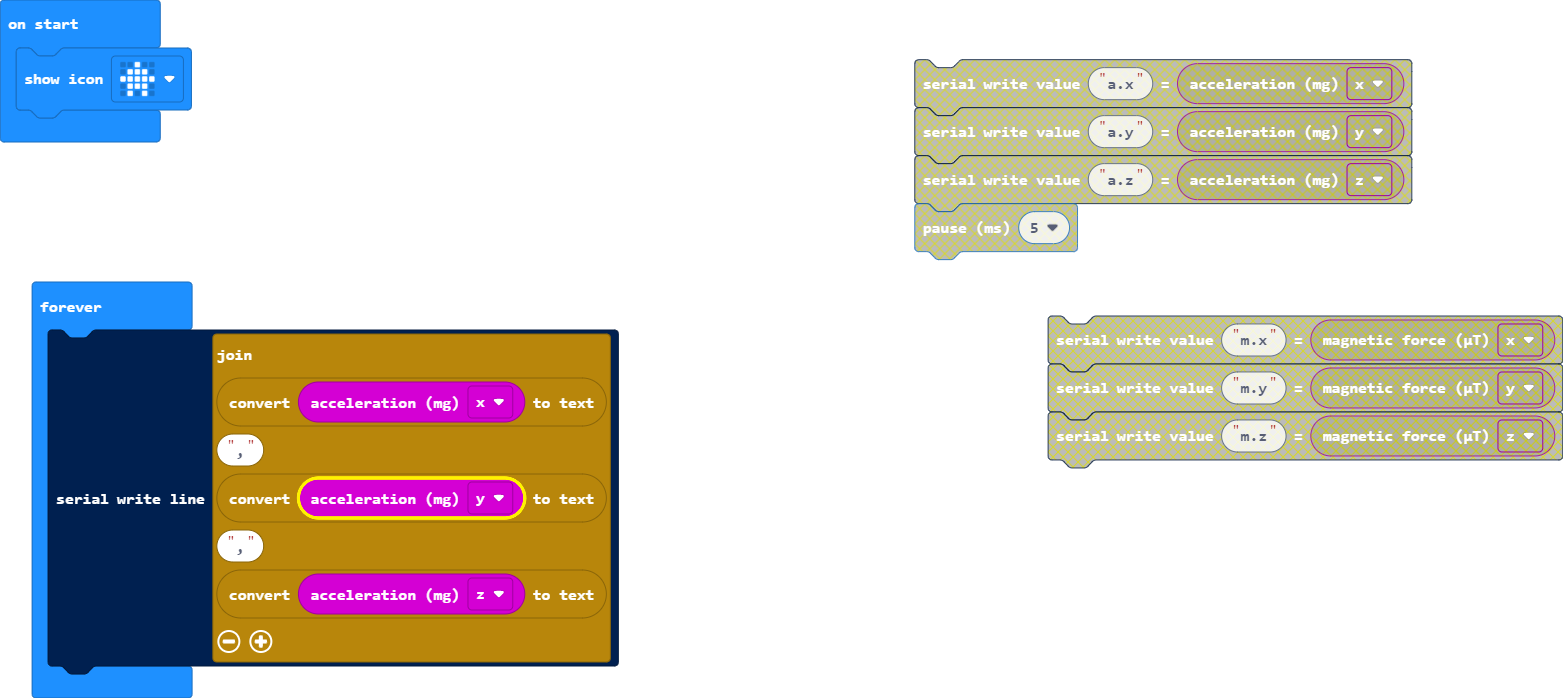 on start
show icon
forever
serial write line
join
convert acceleration (mg) x to text
","
convert acceleration (mg) y to text
","
convert acceleration (mg) z to text
serial write value "a.x" = acceleration (mg) x
serial write value "a.y" = acceleration (mg) y
serial write value "a.z" = acceleration (mg) z
pause (ms) 5
serial write value "m.x" = magnetic force (µT) x
serial write value "m.y" = magnetic force (µT) y
serial write value "m.z" = magnetic force (µT) z